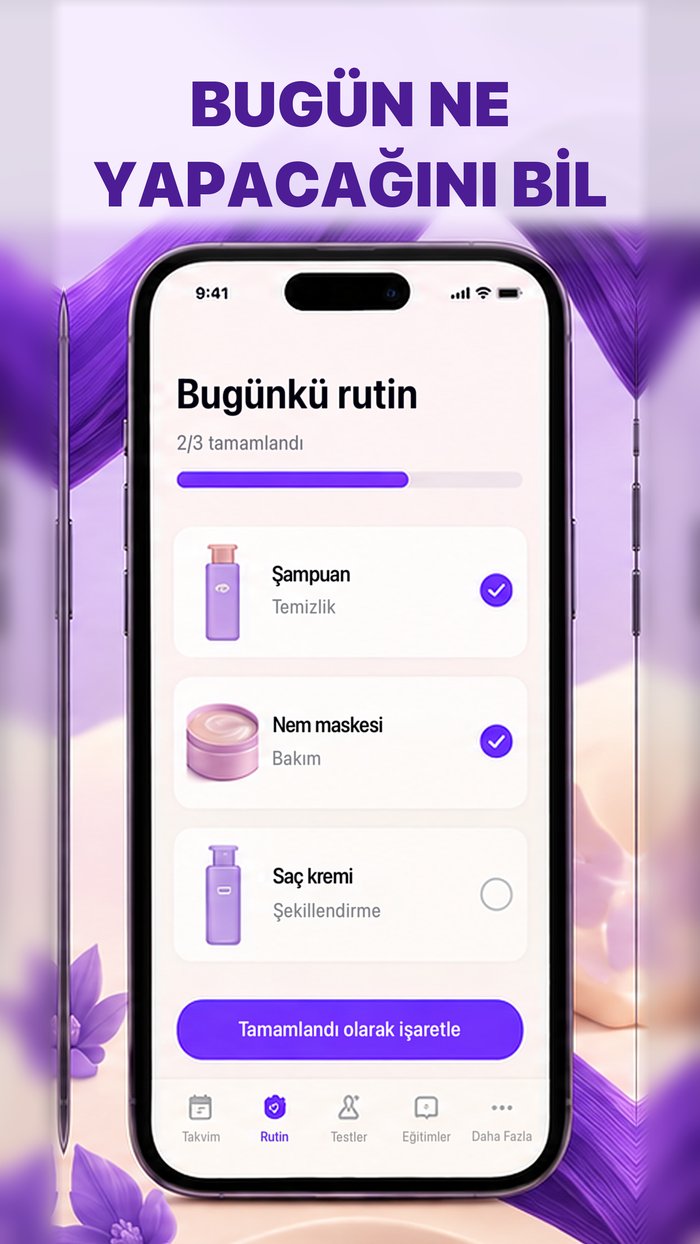 BUGÜN NE
YAPACAĞINI BİL
9:41
Bugünkü rutin
2/3 tamamlandı
Şampuan
Temizlik
Nem maskesi
Bakım
Saç kremi
Şekillendirme
Tamamlandı olarak işaretle
Takvim
Rutin
Testler
Eğitimler
Daha Fazla